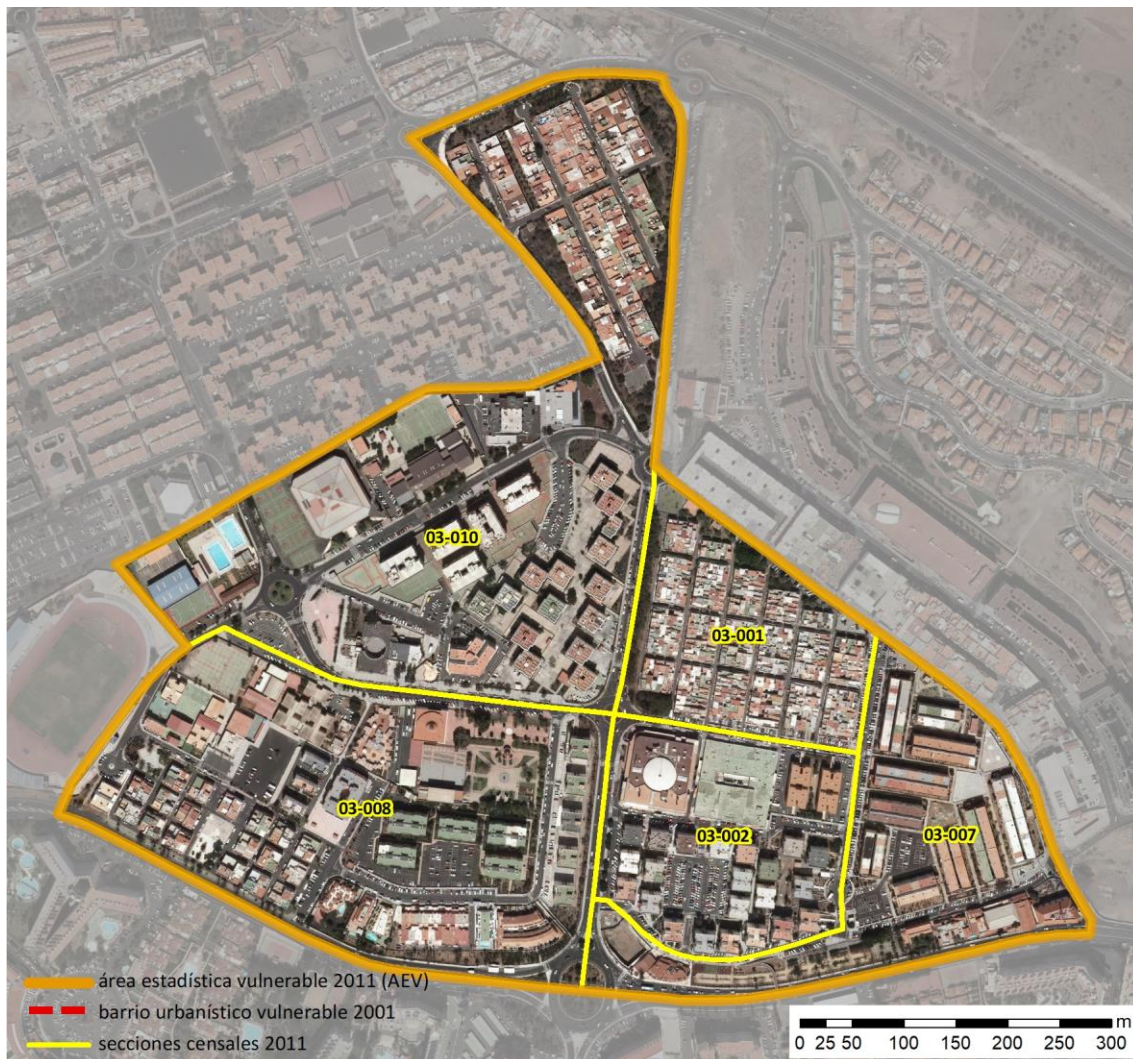 03-010
03-001
03-008
03-002
03-007
área estadística vulnerable 2011 (AEV)
barrio urbanístico vulnerable 2001
secciones censales 2011
m
0 25 50 100 150 200 250 300